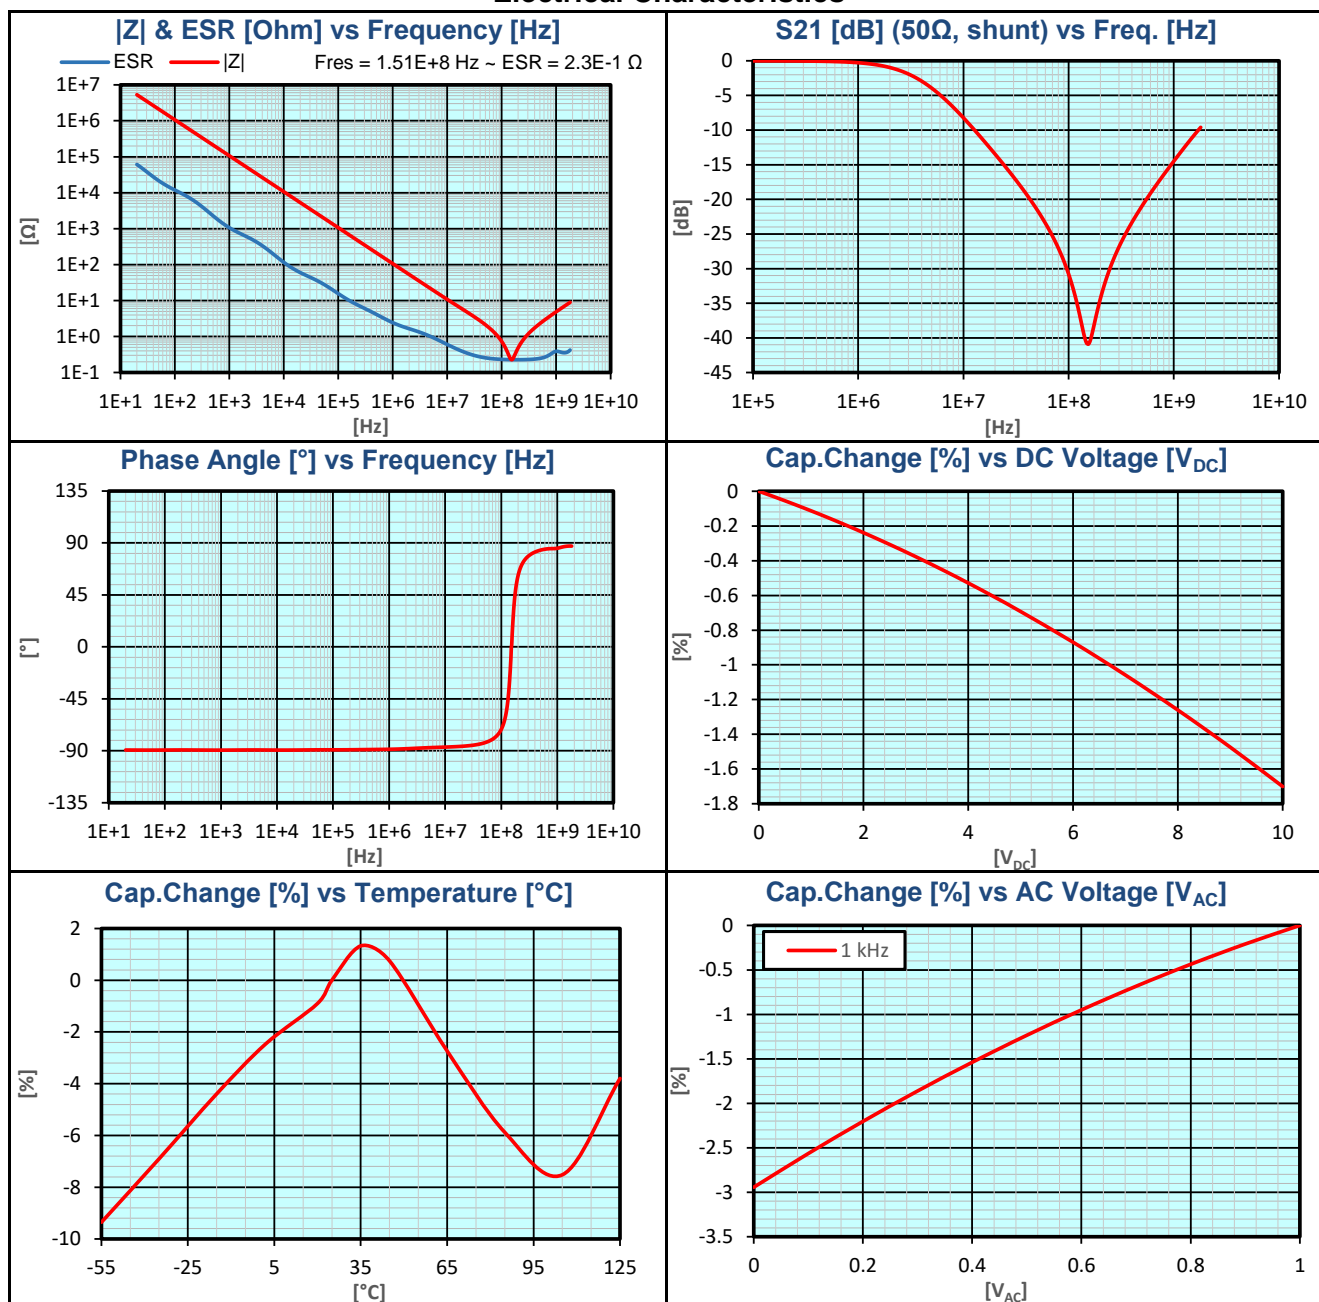 |Z| & ESR [Ohm] vs Frequency [Hz]
ESR |Z| Fres = 1.51E+8 Hz ~ ESR = 2.3E-1 Ω
1E+7
1E+6
1E+5
1E+4
1E+3
1E+2
1E+1
1E+0
1E-1
[Ω]
1E+1 1E+2 1E+3 1E+4 1E+5 1E+6 1E+7 1E+8 1E+9 1E+10
[Hz]
S21 [dB] (50Ω, shunt) vs Freq. [Hz]
0
-5
-10
-15
-20
-25
-30
-35
-40
-45
[dB]
1E+5 1E+6 1E+7 1E+8 1E+9 1E+10
[Hz]
Phase Angle [°] vs Frequency [Hz]
135
90
45
0
-45
-90
-135
[°]
1E+1 1E+2 1E+3 1E+4 1E+5 1E+6 1E+7 1E+8 1E+9 1E+10
[Hz]
Cap.Change [%] vs DC Voltage [VDC]
0
-0.2
-0.4
-0.6
-0.8
-1
-1.2
-1.4
-1.6
-1.8
[%]
0 2 4 6 8 10
[VDC]
Cap.Change [%] vs Temperature [°C]
2
0
-2
-4
-6
-8
-10
[%]
-55 -25 5 35 65 95 125
[°C]
Cap.Change [%] vs AC Voltage [VAC]
1 kHz
0
-0.5
-1
-1.5
-2
-2.5
-3
-3.5
[%]
0 0.2 0.4 0.6 0.8 1
[VAC]